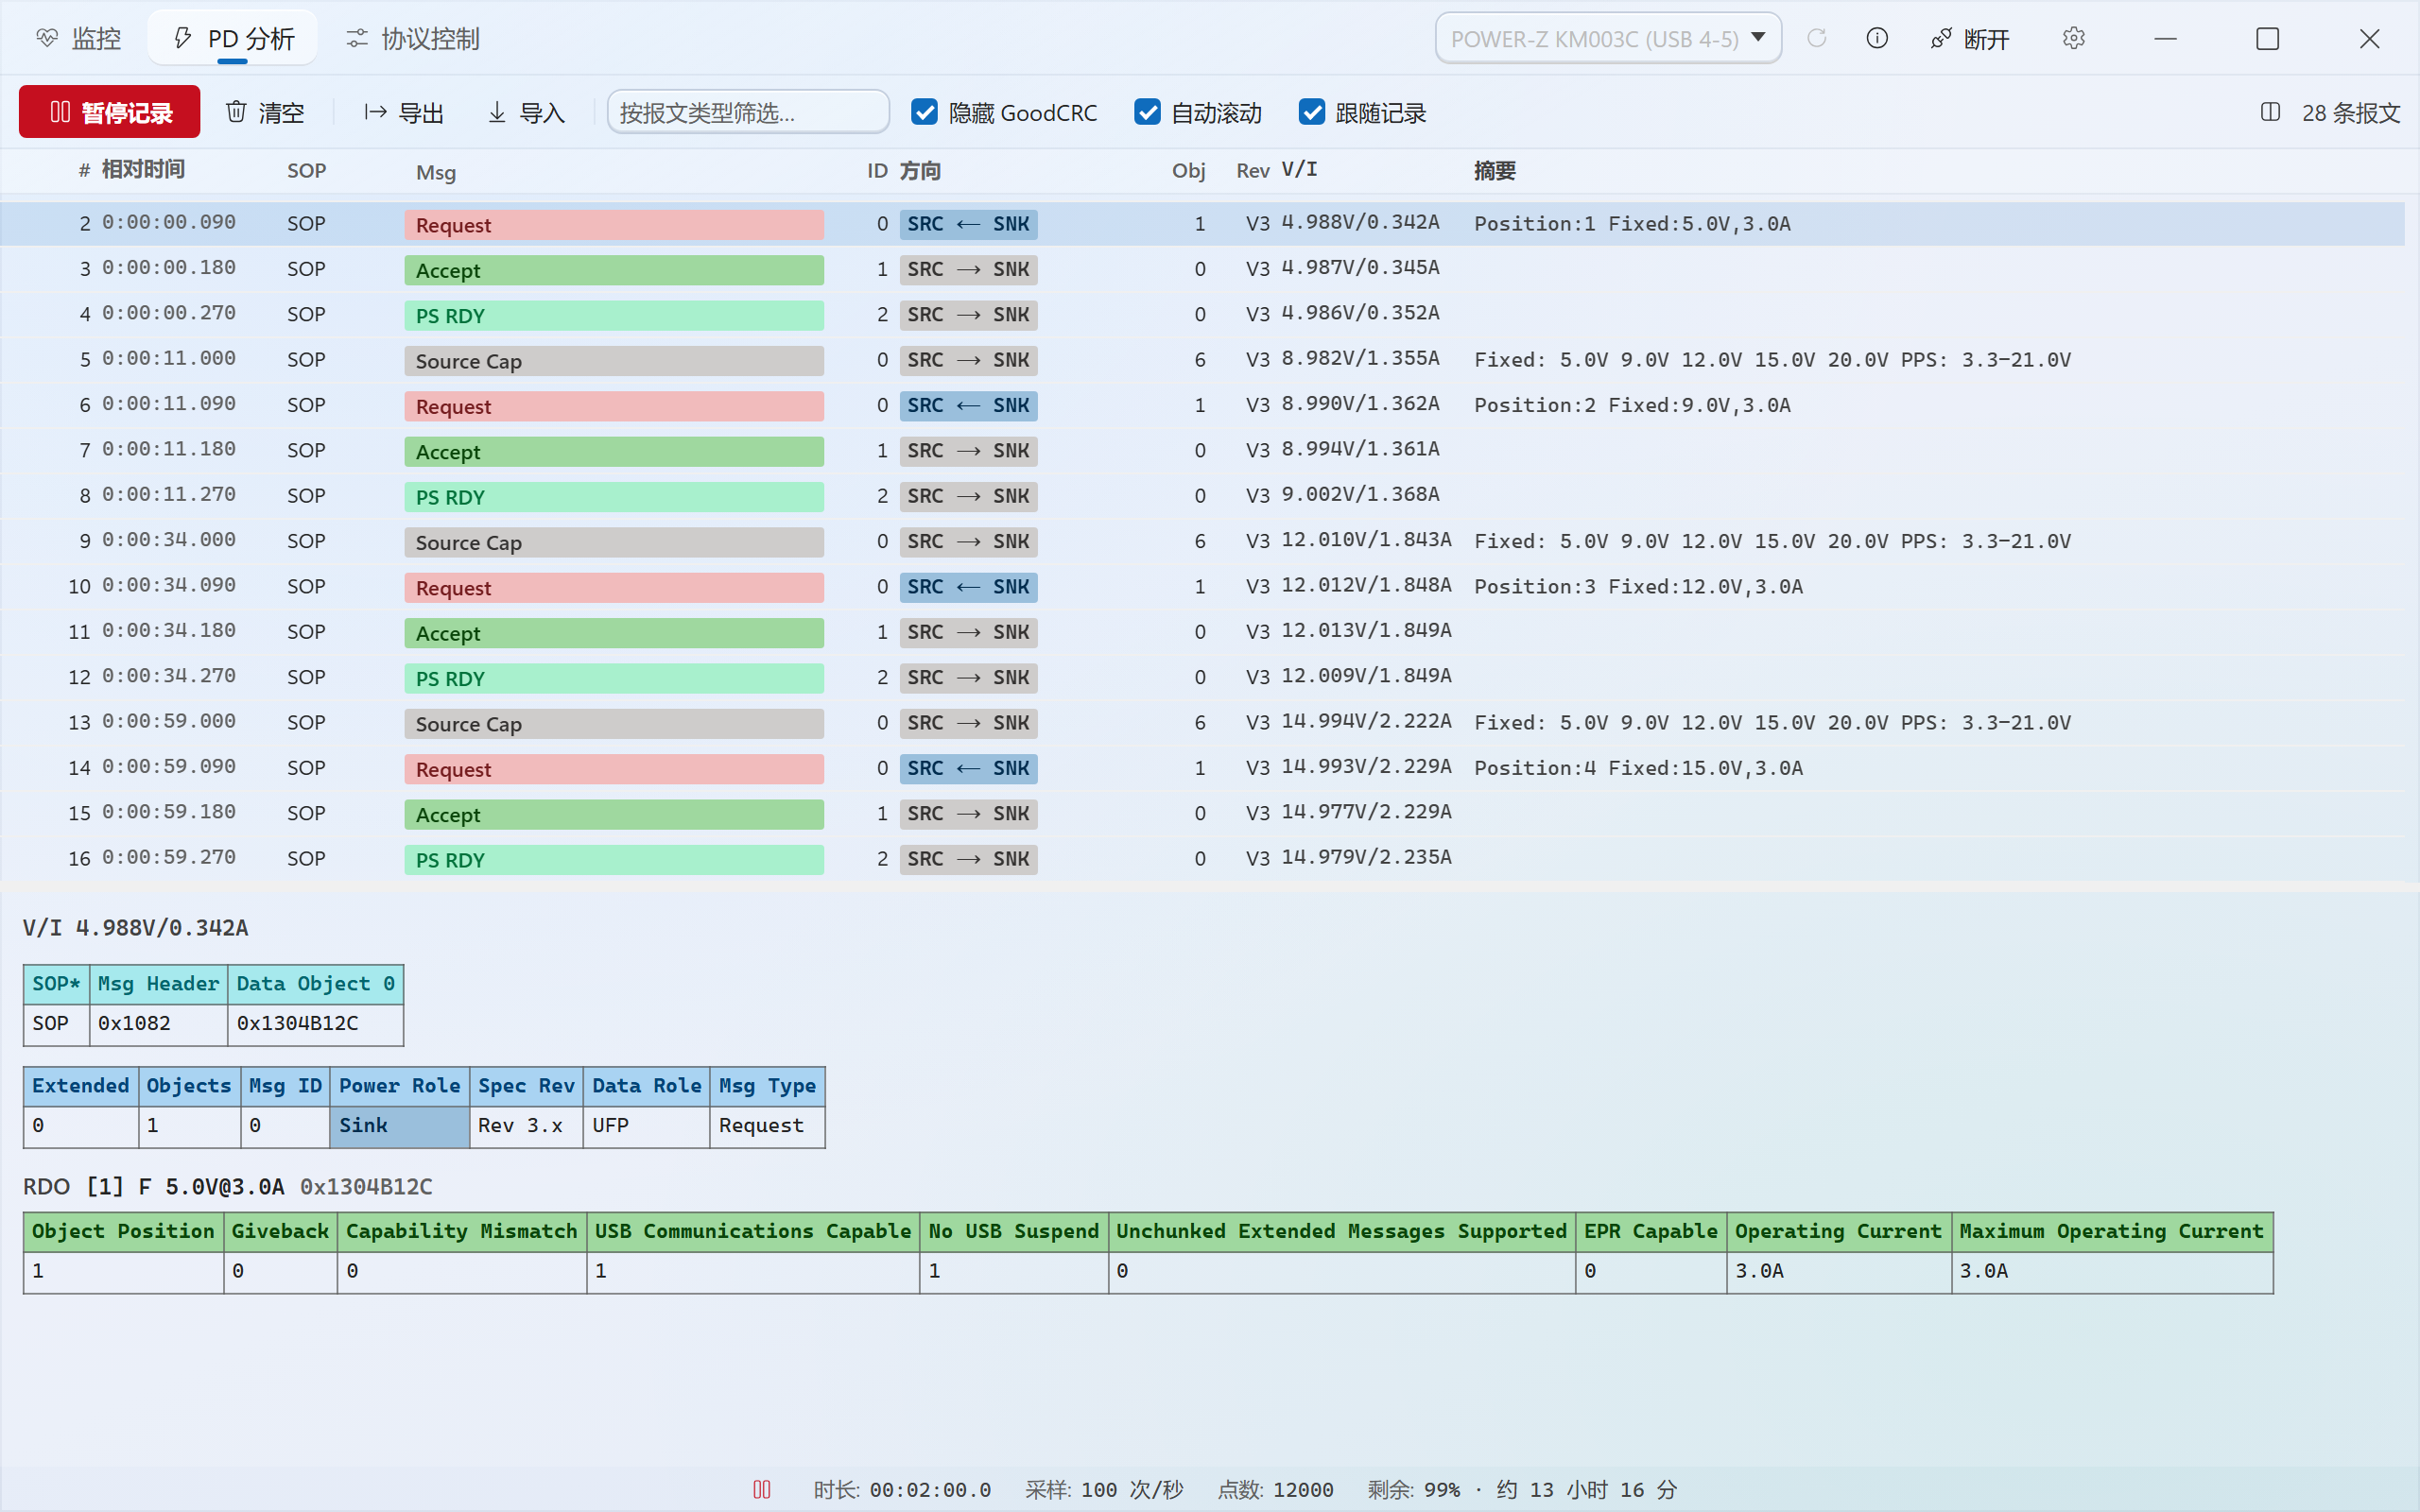 监控 PD 分析 协议控制 POWER-Z KM003C (USB 4-5) 断开
暂停记录 清空 导出 导入 按报文类型筛选... 隐藏 GoodCRC 自动滚动 跟随记录 28 条报文
# 相对时间 SOP Msg ID 方向 Obj Rev V/I 摘要
2 0:00:00.090 SOP Request 0 SRC ← SNK 1 V3 4.988V/0.342A Position:1 Fixed:5.0V,3.0A
3 0:00:00.180 SOP Accept 1 SRC → SNK 0 V3 4.987V/0.345A
4 0:00:00.270 SOP PS RDY 2 SRC → SNK 0 V3 4.986V/0.352A
5 0:00:11.000 SOP Source Cap 0 SRC → SNK 6 V3 8.982V/1.355A Fixed: 5.0V 9.0V 12.0V 15.0V 20.0V PPS: 3.3-21.0V
6 0:00:11.090 SOP Request 0 SRC ← SNK 1 V3 8.990V/1.362A Position:2 Fixed:9.0V,3.0A
7 0:00:11.180 SOP Accept 1 SRC → SNK 0 V3 8.994V/1.361A
8 0:00:11.270 SOP PS RDY 2 SRC → SNK 0 V3 9.002V/1.368A
9 0:00:34.000 SOP Source Cap 0 SRC → SNK 6 V3 12.010V/1.843A Fixed: 5.0V 9.0V 12.0V 15.0V 20.0V PPS: 3.3-21.0V
10 0:00:34.090 SOP Request 0 SRC ← SNK 1 V3 12.012V/1.848A Position:3 Fixed:12.0V,3.0A
11 0:00:34.180 SOP Accept 1 SRC → SNK 0 V3 12.013V/1.849A
12 0:00:34.270 SOP PS RDY 2 SRC → SNK 0 V3 12.009V/1.849A
13 0:00:59.000 SOP Source Cap 0 SRC → SNK 6 V3 14.994V/2.222A Fixed: 5.0V 9.0V 12.0V 15.0V 20.0V PPS: 3.3-21.0V
14 0:00:59.090 SOP Request 0 SRC ← SNK 1 V3 14.993V/2.229A Position:4 Fixed:15.0V,3.0A
15 0:00:59.180 SOP Accept 1 SRC → SNK 0 V3 14.977V/2.229A
16 0:00:59.270 SOP PS RDY 2 SRC → SNK 0 V3 14.979V/2.235A
V/I 4.988V/0.342A
SOP* Msg Header Data Object 0
SOP 0x1082 0x1304B12C
Extended Objects Msg ID Power Role Spec Rev Data Role Msg Type
0 1 0 Sink Rev 3.x UFP Request
RDO [1] F 5.0V@3.0A 0x1304B12C
Object Position Giveback Capability Mismatch USB Communications Capable No USB Suspend Unchunked Extended Messages Supported EPR Capable Operating Current Maximum Operating Current
1 0 0 1 1 0 0 3.0A 3.0A
时长: 00:02:00.0 采样: 100 次/秒 点数: 12000 剩余: 99% · 约 13 小时 16 分